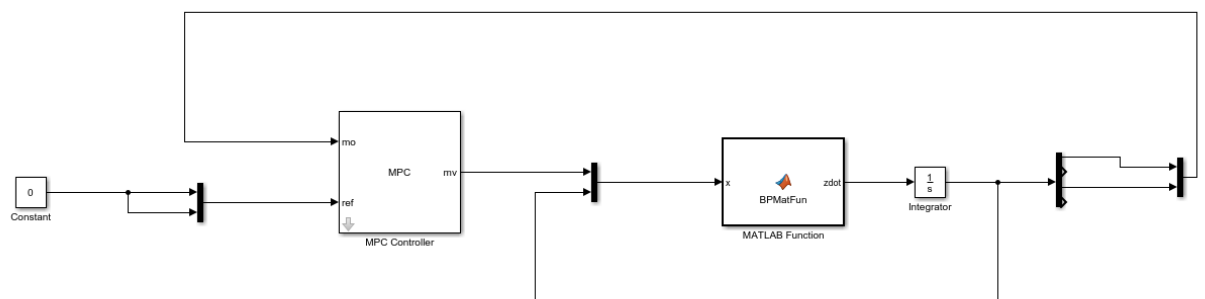 mo
MPC
mv
ref
MPC Controller
0
Constant
x
zdot
BPMatFun
MATLAB Function
1
s
Integrator